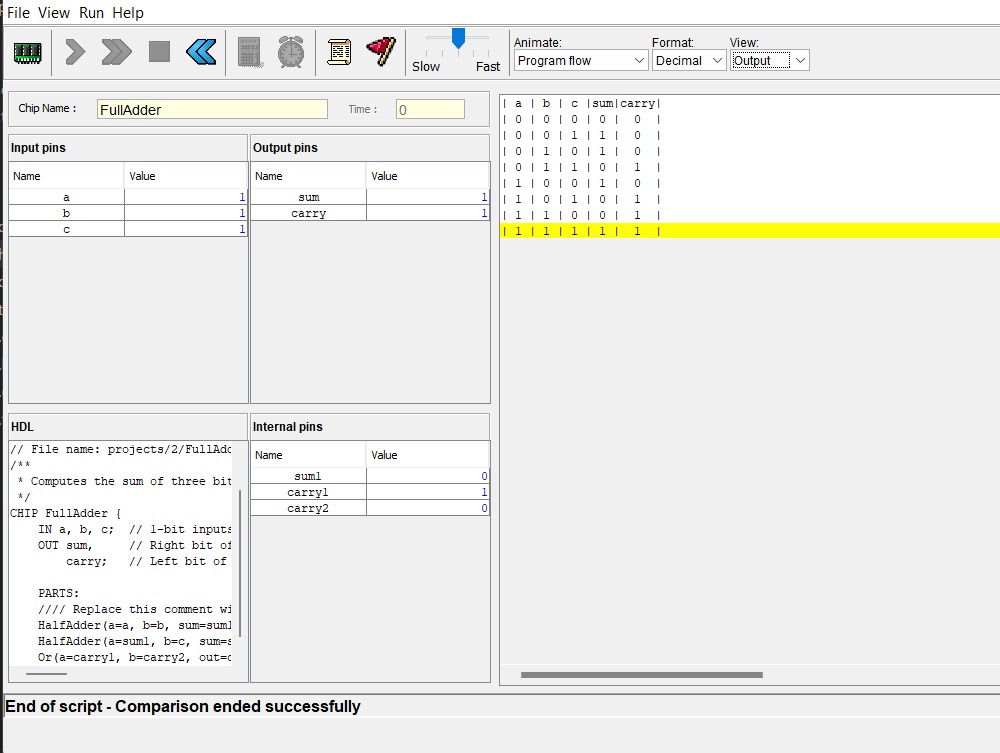 File View Run Help
Slow Fast
Animate: Format: View:
Program flow Decimal Output
Chip Name : FullAdder Time : 0
Input pins
Name Value
a 1
b 1
c 1
Output pins
Name Value
sum 1
carry 1
| a | b | c |sum|carry|
| 0 | 0 | 0 | 0 | 0 |
| 0 | 0 | 1 | 1 | 0 |
| 0 | 1 | 0 | 1 | 0 |
| 0 | 1 | 1 | 0 | 1 |
| 1 | 0 | 0 | 1 | 0 |
| 1 | 0 | 1 | 0 | 1 |
| 1 | 1 | 0 | 0 | 1 |
| 1 | 1 | 1 | 1 | 1 |
HDL
// File name: projects/2/FullAdd
/**
* Computes the sum of three bit
*/
CHIP FullAdder {
IN a, b, c; // 1-bit inputs
OUT sum, // Right bit of
carry; // Left bit of
PARTS:
//// Replace this comment wi
HalfAdder(a=a, b=b, sum=sum1
HalfAdder(a=sum1, b=c, sum=s
Or(a=carry1, b=carry2, out=c
Internal pins
Name Value
sum1 0
carry1 1
carry2 0
End of script - Comparison ended successfully